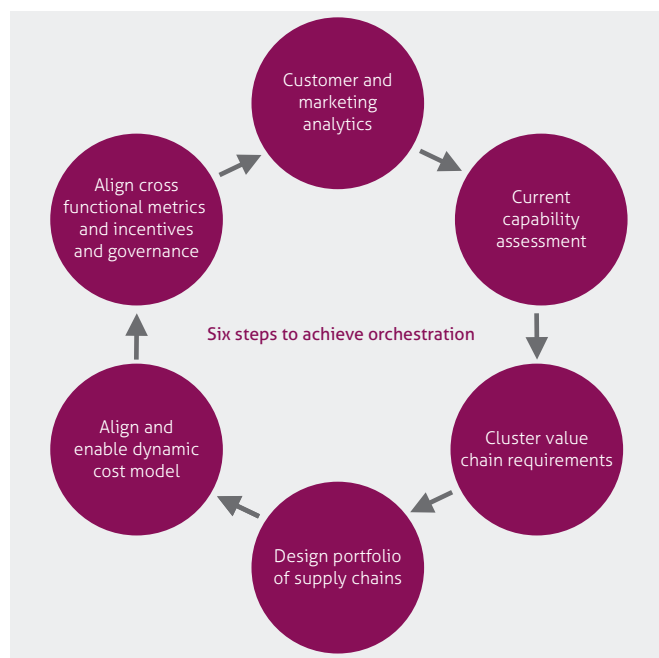 Customer and
marketing
analytics
Current
capability
assessment
Cluster value
chain requirements
Design portfolio
of supply chains
Align and
enable dynamic
cost model
Align cross
functional metrics
and incentives
and governance
Six steps to achieve orchestration